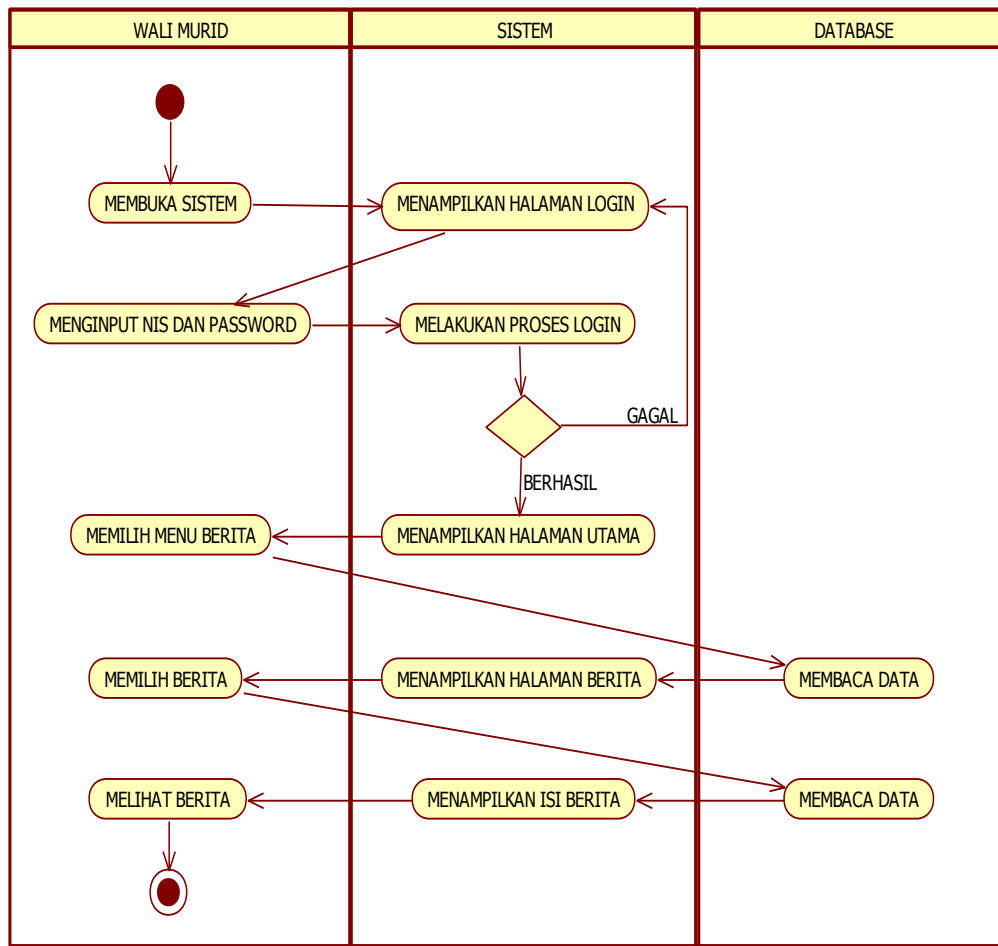 WALI MURID
SISTEM
DATABASE
MEMBUKA SISTEM
MENAMPILKAN HALAMAN LOGIN
MENGINPUT NIS DAN PASSWORD
MELAKUKAN PROSES LOGIN
GAGAL
BERHASIL
MEMILIH MENU BERITA
MENAMPILKAN HALAMAN UTAMA
MEMILIH BERITA
MENAMPILKAN HALAMAN BERITA
MEMBACA DATA
MELIHAT BERITA
MENAMPILKAN ISI BERITA
MEMBACA DATA